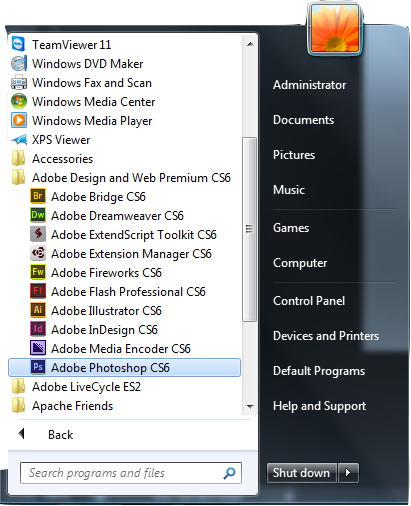 TeamViewer 11
Windows DVD Maker
Windows Fax and Scan
Windows Media Center
Windows Media Player
XPS Viewer
Accessories
Adobe Design and Web Premium CS6
Br Adobe Bridge CS6
Dw Adobe Dreamweaver CS6
Adobe ExtendScript Toolkit CS6
Adobe Extension Manager CS6
Fw Adobe Fireworks CS6
Fl Adobe Flash Professional CS6
Ai Adobe Illustrator CS6
Id Adobe InDesign CS6
Adobe Media Encoder CS6
Ps Adobe Photoshop CS6
Adobe LiveCycle ES2
Apache Friends
Back
Search programs and files
Administrator
Documents
Pictures
Music
Games
Computer
Control Panel
Devices and Printers
Default Programs
Help and Support
Shut down